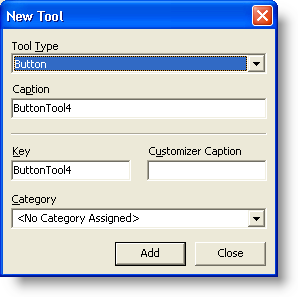 New Tool
Tool Type
Button
Caption
ButtonTool4
Key
Customizer Caption
ButtonTool4
Category
<No Category Assigned>
Add
Close